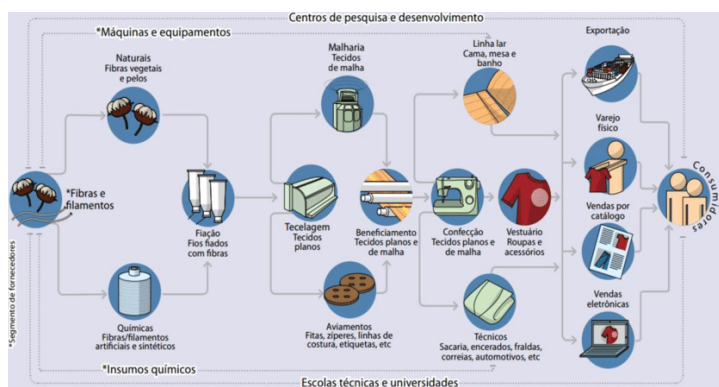 Centros de pesquisa e desenvolvimento
*Máquinas e equipamentos
Naturais
Fibras vegetais
e pelos
Malharia
Tecidos
de malha
Linha lar
Cama, mesa e
banho
Exportação
Varejo
físico
*Fibras e
filamentos
Fiação
Fios fiados
com fibras
Tecelagem
Tecidos
planos
Beneficiamento
Tecidos planos e
de malha
Confecção
Tecidos planos e
de malha
Vestuário
Roupas e
acessórios
Vendas por
catálogo
Consumidores
Químicas
Fibras/filamentos
artificiais e sintéticos
Aviamentos
Fitas, zíperes, linhas de
costura, etiquetas, etc
Técnicos
Sacaria, encerados, fraldas,
correias, automotivos, etc
Vendas
eletrônicas
*Segmento de fornecedores
*Insumos químicos
Escolas técnicas e universidades